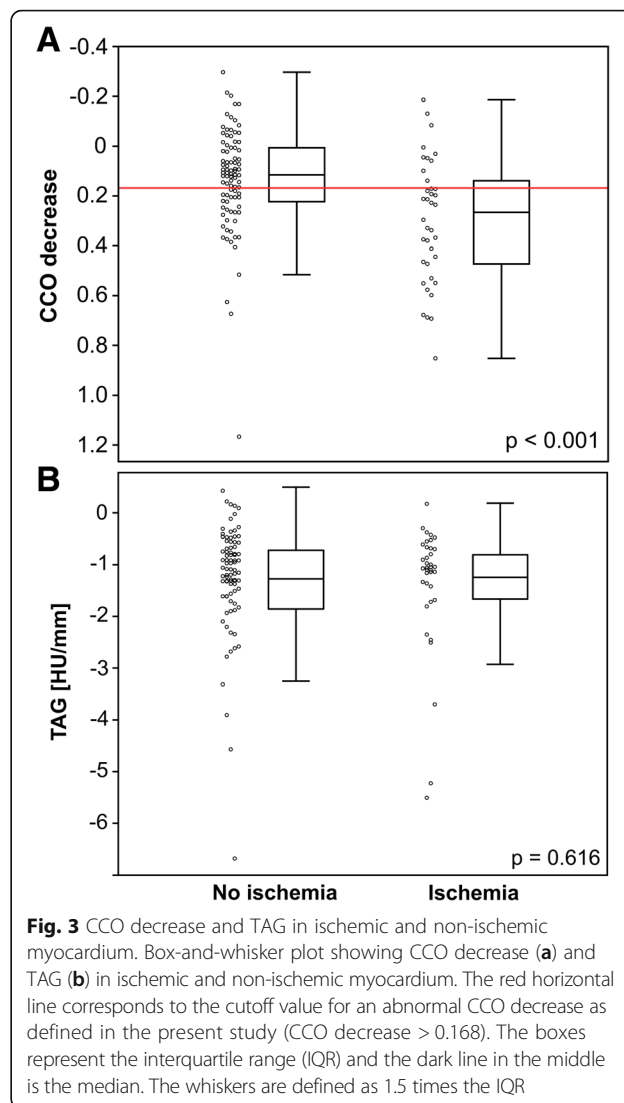 A
-0.4
-0.2
0
0.2
0.4
0.6
0.8
1.0
1.2
CCO decrease
p < 0.001
B
0
-1
-2
-3
-4
-5
-6
TAG [HU/mm]
p = 0.616
No ischemia Ischemia
Fig. 3 CCO decrease and TAG in ischemic and non-ischemic
myocardium. Box-and-whisker plot showing CCO decrease (a) and
TAG (b) in ischemic and non-ischemic myocardium. The red horizontal
line corresponds to the cutoff value for an abnormal CCO decrease as
defined in the present study (CCO decrease > 0.168). The boxes
represent the interquartile range (IQR) and the dark line in the middle
is the median. The whiskers are defined as 1.5 times the IQR